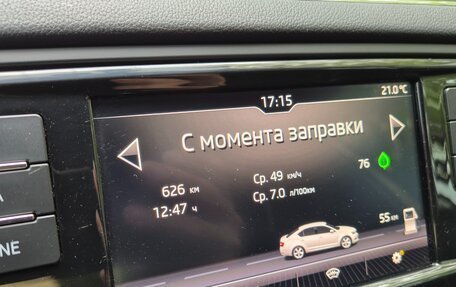 17:15
21.0 °C
С момента заправки
626 км
12:47 ч
Ср. 49 км/ч
Ср. 7.0 л/100км
76
55 км
NE